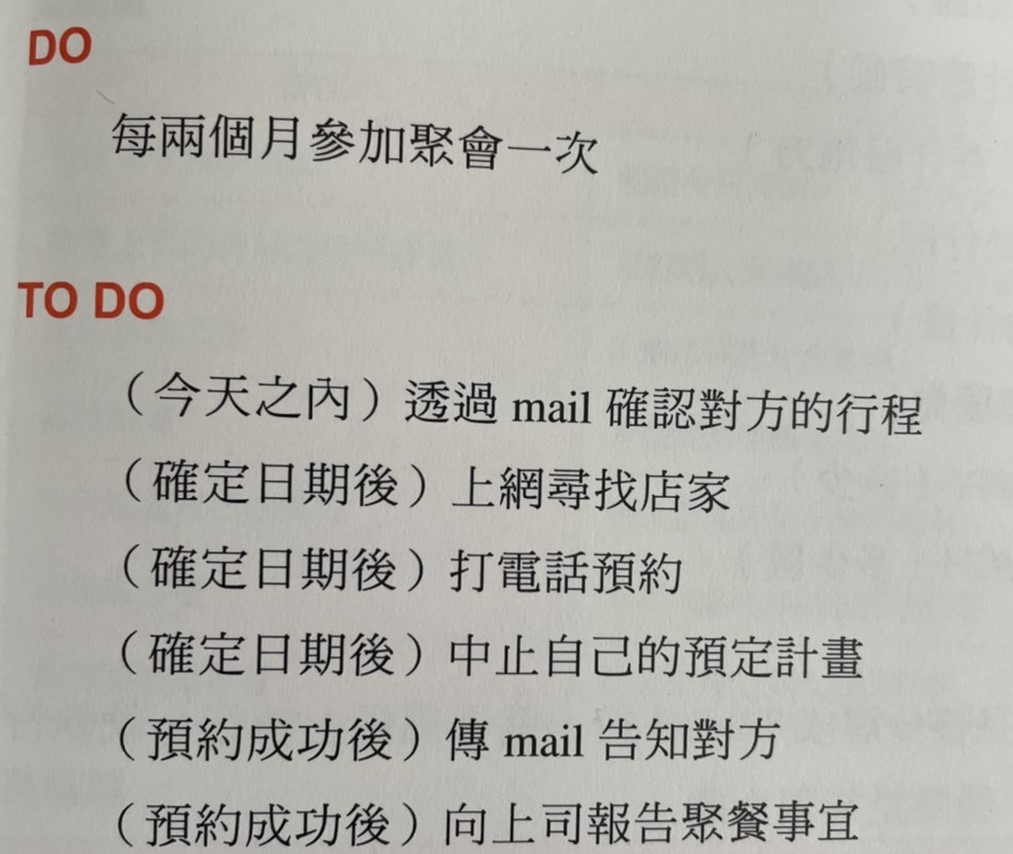 DO
每兩個月參加聚會一次
TO DO
（今天之內）透過 mail 確認對方的行程
（確定日期後）上網尋找店家
（確定日期後）打電話預約
（確定日期後）中止自己的預定計畫
（預約成功後）傳 mail 告知對方
（預約成功後）向上司報告聚餐事宜